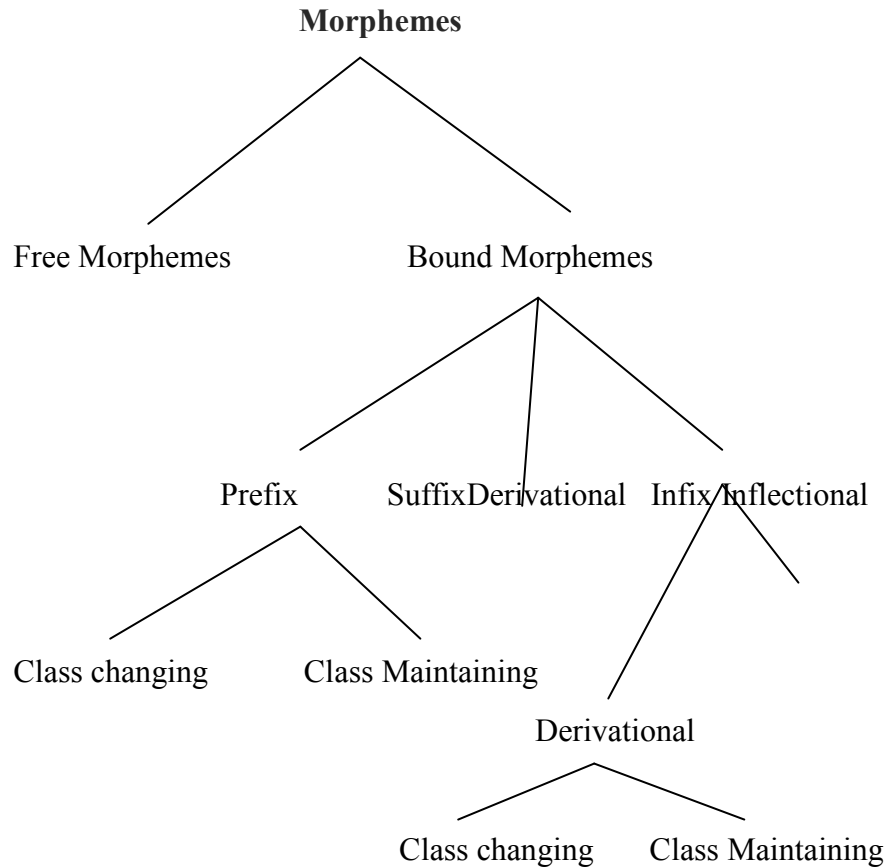 Morphemes
Free Morphemes Bound Morphemes
Prefix SuffixDerivational Infix Inflectional
Class changing Class Maintaining
Derivational
Class changing Class Maintaining